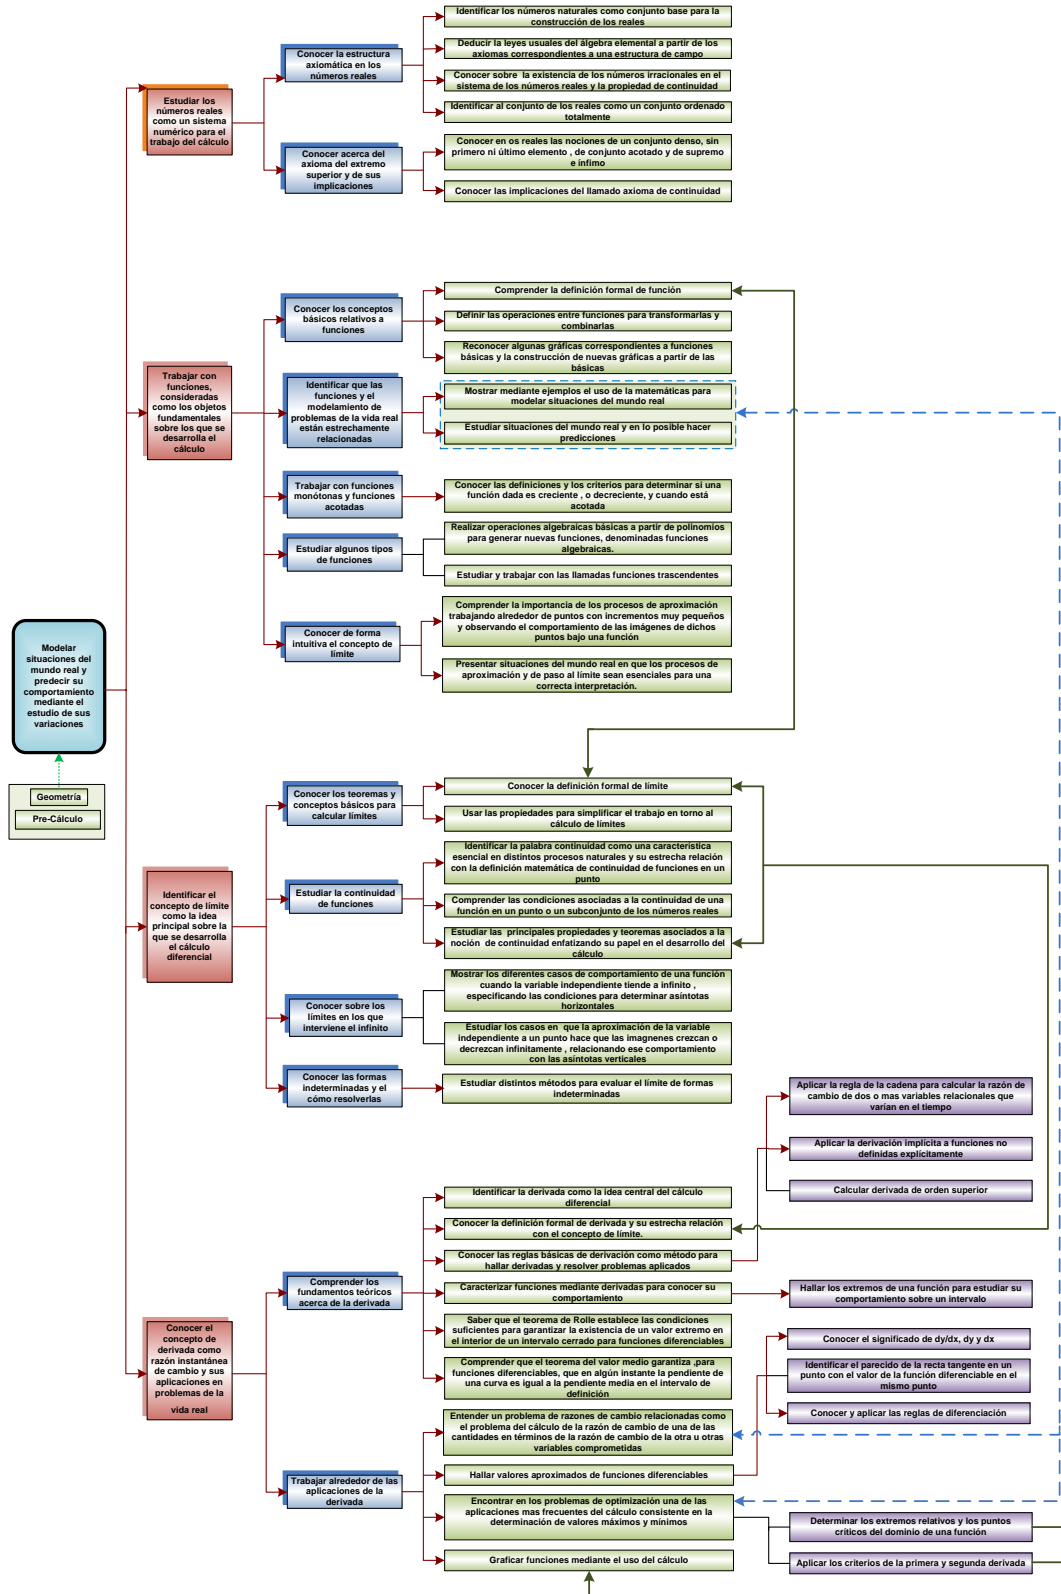 Modelar
situaciones del
mundo real y
predecir su
comportamiento
mediante el
estudio de sus
variaciones
Geometría
Pre-Cálculo
Estudiar los
números reales
como un sistema
numérico para el
trabajo del cálculo
Conocer la estructura
axiomática en los
números reales
Identificar los números naturales como conjunto base para la
construcción de los reales
Deducir la leyes usuales del álgebra elemental a partir de los
axiomas correspondientes a una estructura de campo
Conocer sobre la existencia de los números irracionales en el
sistema de los números reales y la propiedad de continuidad
Identificar al conjunto de los reales como un conjunto ordenado
totalmente
Conocer acerca del
axioma del extremo
superior y de sus
implicaciones
Conocer en os reales las nociones de un conjunto denso, sin
primero ni último elemento , de conjunto acotado y de supremo
e ínfimo
Conocer las implicaciones del llamado axioma de continuidad
Trabajar con
funciones,
consideradas
como los objetos
fundamentales
sobre los que se
desarrolla el
cálculo
Conocer los conceptos
básicos relativos a
funciones
Comprender la definición formal de función
Definir las operaciones entre funciones para transformarlas y
combinarlas
Reconocer algunas gráficas correspondientes a funciones
básicas y la construcción de nuevas gráficas a partir de las
básicas
Identificar que las
funciones y el
modelamiento de
problemas de la vida real
están estrechamente
relacionadas
Mostrar mediante ejemplos el uso de la matemáticas para
modelar situaciones del mundo real
Estudiar situaciones del mundo real y en lo posible hacer
predicciones
Trabajar con funciones
monótonas y funciones
acotadas
Conocer las definiciones y los criterios para determinar si una
función dada es creciente , o decreciente, y cuando está
acotada
Estudiar algunos tipos
de funciones
Realizar operaciones algebraicas básicas a partir de polinomios
para generar nuevas funciones, denominadas funciones
algebraicas.
Estudiar y trabajar con las llamadas funciones trascendentes
Conocer de forma
intuitiva el concepto de
límite
Comprender la importancia de los procesos de aproximación
trabajando alrededor de puntos con incrementos muy pequeños
y observando el comportamiento de las imágenes de dichos
puntos bajo una función
Presentar situaciones del mundo real en que los procesos de
aproximación y de paso al límite sean esenciales para una
correcta interpretación.
Identificar el
concepto de límite
como la idea
principal sobre la
que se desarrolla
el cálculo
diferencial
Conocer los teoremas y
conceptos básicos para
calcular límites
Conocer la definición formal de límite
Usar las propiedades para simplificar el trabajo en torno al
cálculo de límites
Estudiar la continuidad
de funciones
Identificar la palabra continuidad como una característica
esencial en distintos procesos naturales y su estrecha relación
con la definición matemática de continuidad de funciones en un
punto
Comprender las condiciones asociadas a la continuidad de una
función en un punto o un subconjunto de los números reales
Estudiar las principales propiedades y teoremas asociados a la
noción de continuidad enfatizando su papel en el desarrollo del
cálculo
Conocer sobre los
límites en los que
interviene el infinito
Mostrar los diferentes casos de comportamiento de una función
cuando la variable independiente tiende a infinito ,
especificando las condiciones para determinar asíntotas
horizontales
Estudiar los casos en que la aproximación de la variable
independiente a un punto hace que las imagnenes crezcan o
decrezcan infinitamente , relacionando ese comportamiento
con las asíntotas verticales
Conocer las formas
indeterminadas y el
cómo resolverlas
Estudiar distintos métodos para evaluar el límite de formas
indeterminadas
Conocer el
concepto de
derivada como
razón instantánea
de cambio y sus
aplicaciones en
problemas de la
vida real
Comprender los
fundamentos teóricos
acerca de la derivada
Identificar la derivada como la idea central del cálculo
diferencial
Conocer la definición formal de derivada y su estrecha relación
con el concepto de límite.
Conocer las reglas básicas de derivación como método para
hallar derivadas y resolver problemas aplicados
Aplicar la regla de la cadena para calcular la razón de
cambio de dos o mas variables relacionales que
varían en el tiempo
Aplicar la derivación implícita a funciones no
definidas explícitamente
Calcular derivada de orden superior
Caracterizar funciones mediante derivadas para conocer su
comportamiento
Hallar los extremos de una función para estudiar su
comportamiento sobre un intervalo
Saber que el teorema de Rolle establece las condiciones
suficientes para garantizar la existencia de un valor extremo en
el interior de un intervalo cerrado para funciones diferenciables
Comprender que el teorema del valor medio garantiza ,para
funciones diferenciables, que en algún instante la pendiente de
una curva es igual a la pendiente media en el intervalo de
definición
Trabajar alrededor de las
aplicaciones de la
derivada
Entender un problema de razones de cambio relacionadas como
el problema del cálculo de la razón de cambio de una de las
cantidades en términos de la razón de cambio de la otra u otras
variables comprometidas
Hallar valores aproximados de funciones diferenciables
Conocer el significado de dy/dx, dy y dx
Identificar el parecido de la recta tangente en un
punto con el valor de la función diferenciable en el
mismo punto
Conocer y aplicar las reglas de diferenciación
Encontrar en los problemas de optimización una de las
aplicaciones mas frecuentes del cálculo consistente en la
determinación de valores máximos y mínimos
Determinar los extremos relativos y los puntos
críticos del dominio de una función
Aplicar los criterios de la primera y segunda derivada
Graficar funciones mediante el uso del cálculo